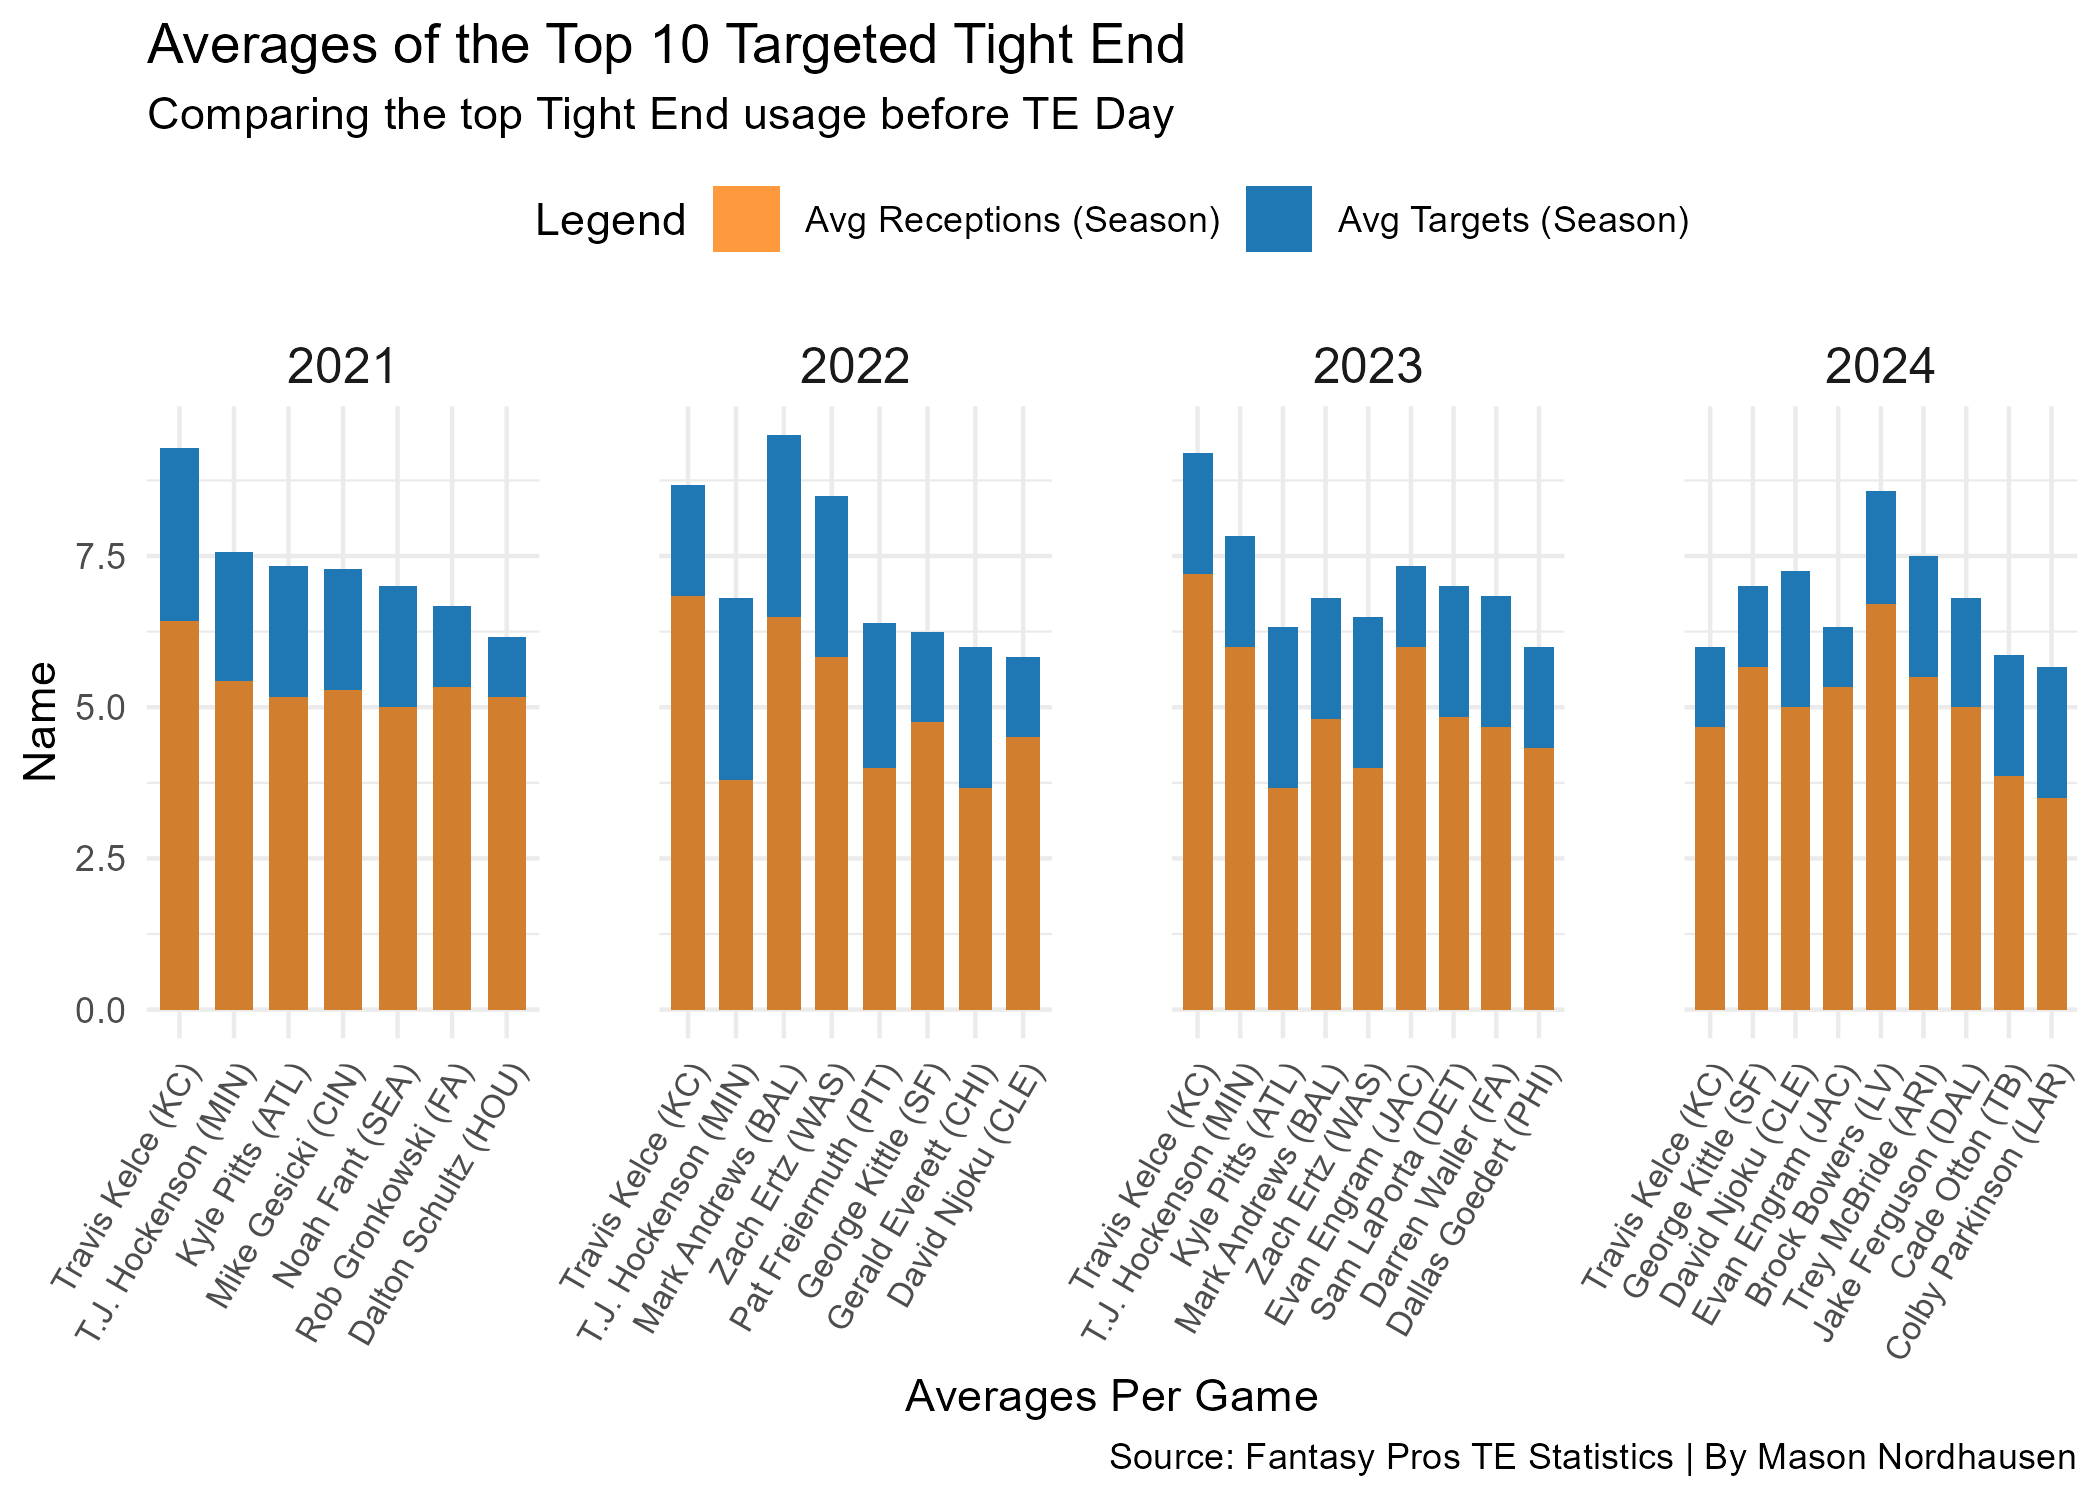 Averages of the Top 10 Targeted Tight End
Comparing the top Tight End usage before TE Day
Legend Avg Receptions (Season) Avg Targets (Season)
2021 2022 2023 2024
7.5
5.0
2.5
0.0
Name
Travis Kelce (KC)
T.J. Hockenson (MIN)
Kyle Pitts (ATL)
Mike Gesicki (CIN)
Noah Fant (SEA)
Rob Gronkowski (FA)
Dalton Schultz (HOU)
Travis Kelce (KC)
T.J. Hockenson (MIN)
Mark Andrews (BAL)
Zach Ertz (WAS)
Pat Freiermuth (PIT)
George Kittle (SF)
Gerald Everett (CHI)
David Njoku (CLE)
Travis Kelce (KC)
T.J. Hockenson (MIN)
Kyle Pitts (ATL)
Mark Andrews (BAL)
Zach Ertz (WAS)
Evan Engram (JAC)
Sam LaPorta (DET)
Darren Waller (FA)
Dallas Goedert (PHI)
Travis Kelce (KC)
George Kittle (SF)
David Njoku (CLE)
Evan Engram (JAC)
Brock Bowers (LV)
Trey McBride (ARI)
Jake Ferguson (DAL)
Cade Otton (TB)
Colby Parkinson (LAR)
Averages Per Game
Source: Fantasy Pros TE Statistics | By Mason Nordhausen